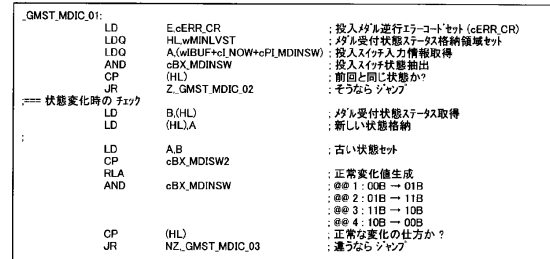 _GMST_MDIC_01:
LD E,cERR_CR ; 投入メダル逆行エラーコードセット (cERR_CR)
LDQ HL,wMINLVST ; メダル受付状態ステータス格納領域セット
LDQ A,(wIBUF+cI_NOW+cPI_MDINSW) ; 投入スイッチ入力情報取得
AND cBX_MDINSW ; 投入スイッチ状態抽出
CP (HL) ; 前回と同じ状態か?
JR Z,_GMST_MDIC_02 ; そうなら ジャンプ
;=== 状態変化時の チェック
LD B,(HL) ; メダル受付状態ステータス取得
LD (HL),A ; 新しい状態格納
;
LD A,B ; 古い状態セット
CP cBX_MDISW2
RLA ; 正常変化値生成
AND cBX_MDINSW ; @@ 1 : 00B → 01B
; @@ 2 : 01B → 11B
; @@ 3 : 11B → 10B
; @@ 4 : 10B → 00B
CP (HL) ; 正常な変化の仕方か ?
JR NZ,_GMST_MDIC_03 ; 違うなら ジャンプ